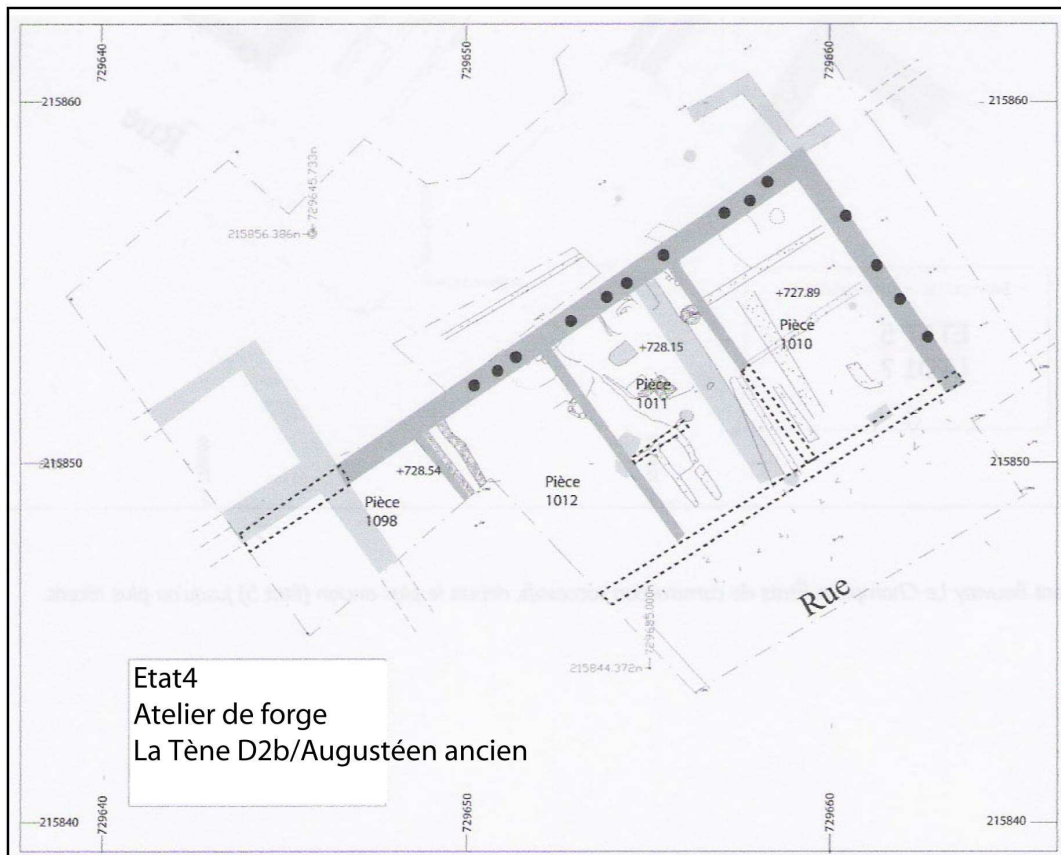 729640
729650
729660
215860
215860
215856.386n
729645.733n
+727.89
Pièce
1010
+728.15
Pièce
1011
215850
215850
+728.54
Pièce
1098
Pièce
1012
Rue
215844.372n
Etat4
Atelier de forge
La Tène D2b/Augustéen ancien
215840
215840
729640
729650
729660